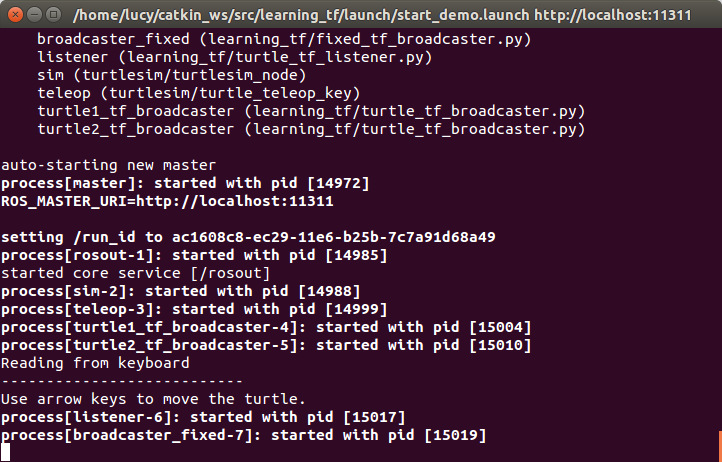 /home/lucy/catkin_ws/src/learning_tf/launch/start_demo.launch http://localhost:11311
broadcaster_fixed (learning_tf/fixed_tf_broadcaster.py)
listener (learning_tf/turtle_tf_listener.py)
sim (turtlesim/turtlesim_node)
teleop (turtlesim/turtle_teleop_key)
turtle1_tf_broadcaster (learning_tf/turtle_tf_broadcaster.py)
turtle2_tf_broadcaster (learning_tf/turtle_tf_broadcaster.py)
auto-starting new master
process[master]: started with pid [14972]
ROS_MASTER_URI=http://localhost:11311
setting /run_id to ac1608c8-ec29-11e6-b25b-7c7a91d68a49
process[rosout-1]: started with pid [14985]
started core service [/rosout]
process[sim-2]: started with pid [14988]
process[teleop-3]: started with pid [14999]
process[turtle1_tf_broadcaster-4]: started with pid [15004]
process[turtle2_tf_broadcaster-5]: started with pid [15010]
Reading from keyboard
---------------------------
Use arrow keys to move the turtle.
process[listener-6]: started with pid [15017]
process[broadcaster_fixed-7]: started with pid [15019]